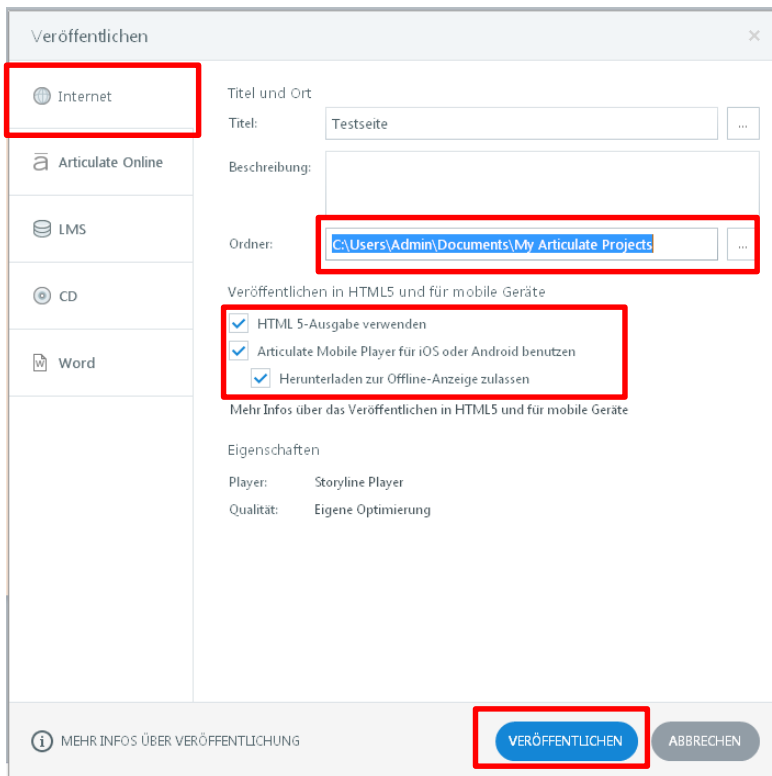 Veröffentlichen
Internet
Articulate Online
LMS
CD
Word
Titel und Ort
Titel: Testseite ...
Beschreibung:
Ordner: C:\Users\Admin\Documents\My Articulate Projects ...
Veröffentlichen in HTML5 und für mobile Geräte
HTML 5-Ausgabe verwenden
Articulate Mobile Player für iOS oder Android benutzen
Herunterladen zur Offline-Anzeige zulassen
Mehr Infos über das Veröffentlichen in HTML5 und für mobile Geräte
Eigenschaften
Player: Storyline Player
Qualität: Eigene Optimierung
MEHR INFOS ÜBER VERÖFFENTLICHUNG
VERÖFFENTLICHEN
ABBRECHEN